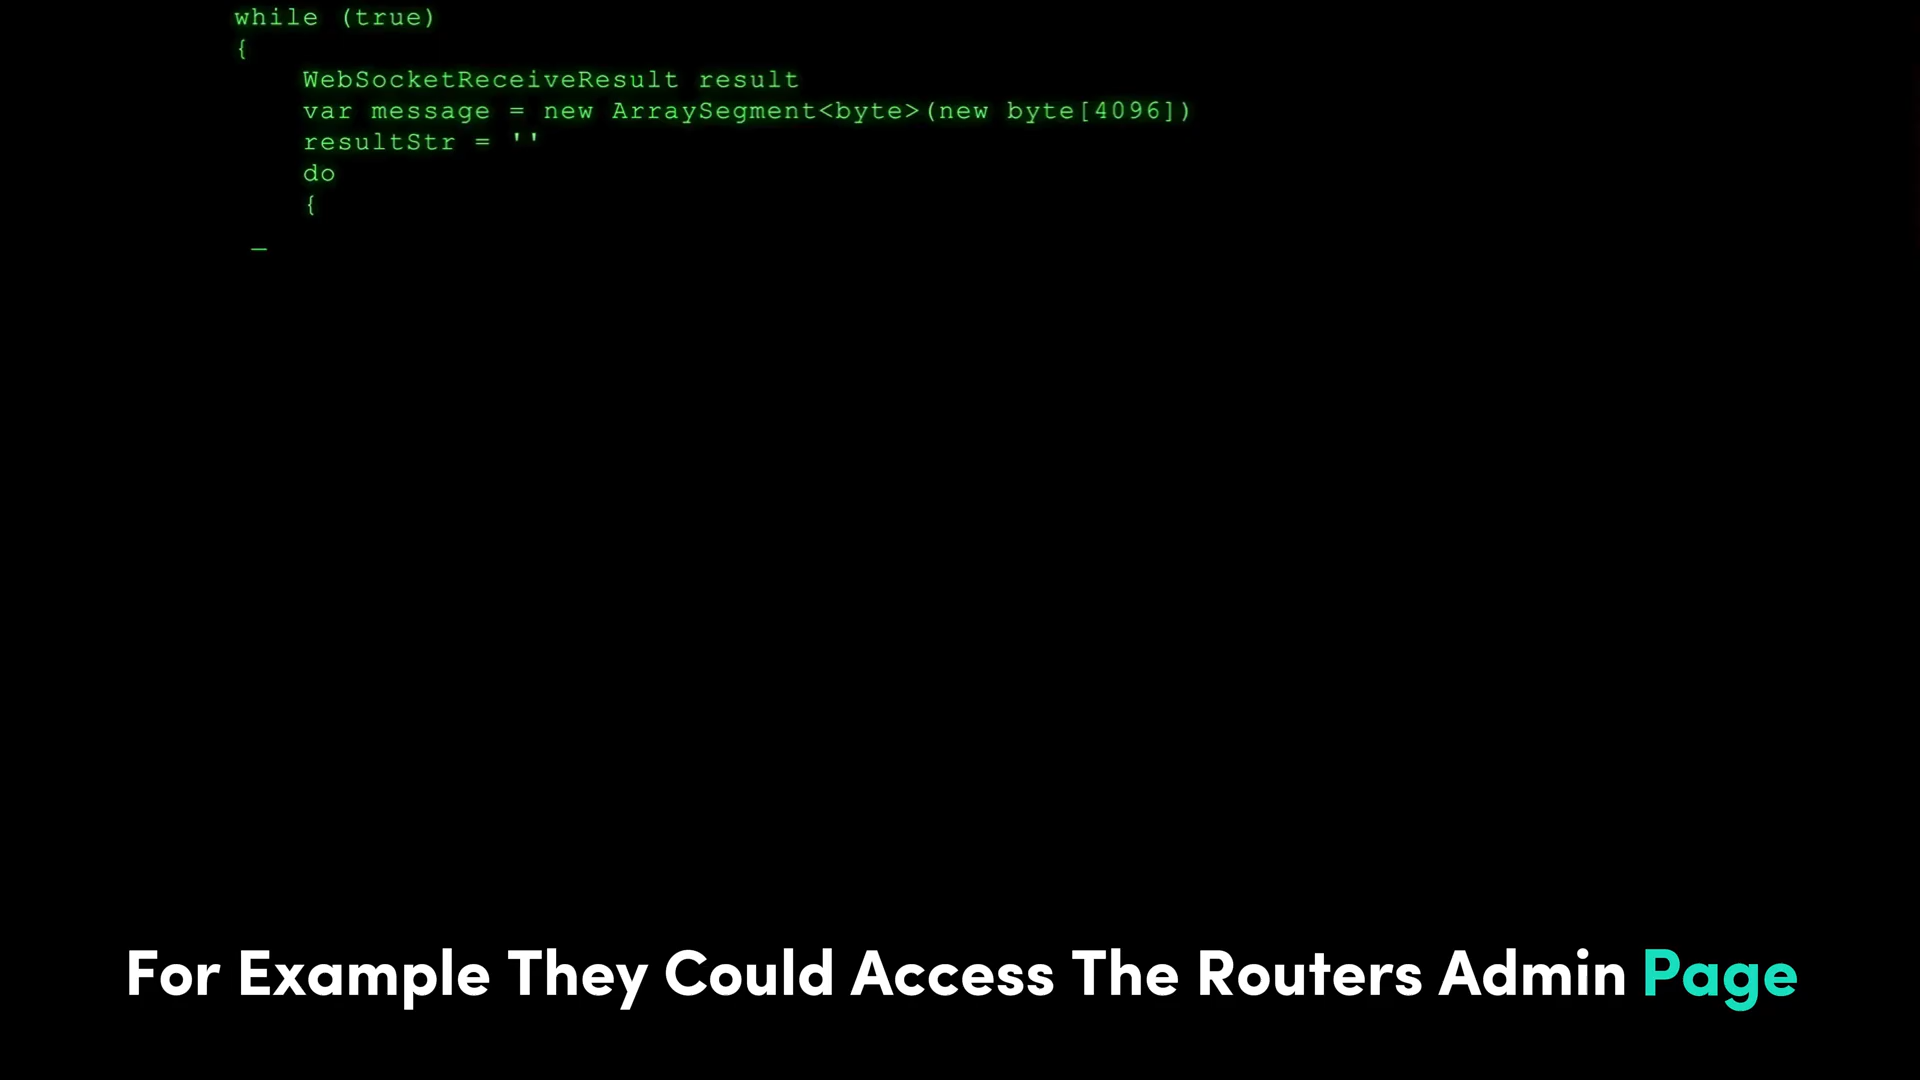 while (true)
{
WebSocketReceiveResult result
var message = new ArraySegment<byte>(new byte[4096])
resultStr = ''
do
{
_
For Example They Could Access The Routers Admin Page